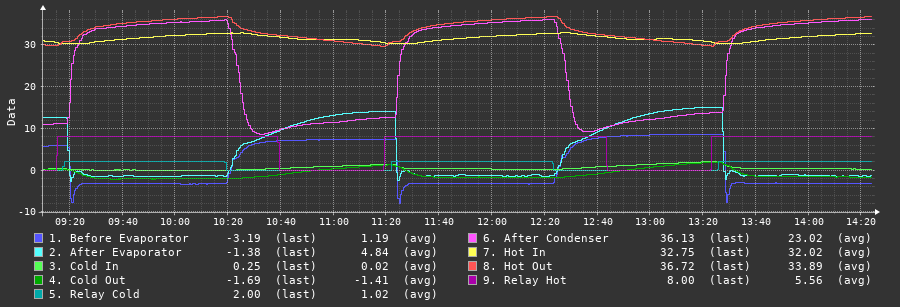 30
20
Data
10
0
-10
09:20 09:40 10:00 10:20 10:40 11:00 11:20 11:40 12:00 12:20 12:40 13:00 13:20 13:40 14:00 14:20
1. Before Evaporator -3.19 (last) 1.19 (avg) 6. After Condenser 36.13 (last) 23.02 (avg)
2. After Evaporator -1.38 (last) 4.84 (avg) 7. Hot In 32.75 (last) 32.02 (avg)
3. Cold In 0.25 (last) 0.02 (avg) 8. Hot Out 36.72 (last) 33.89 (avg)
4. Cold Out -1.69 (last) -1.41 (avg) 9. Relay Hot 8.00 (last) 5.56 (avg)
5. Relay Cold 2.00 (last) 1.02 (avg)